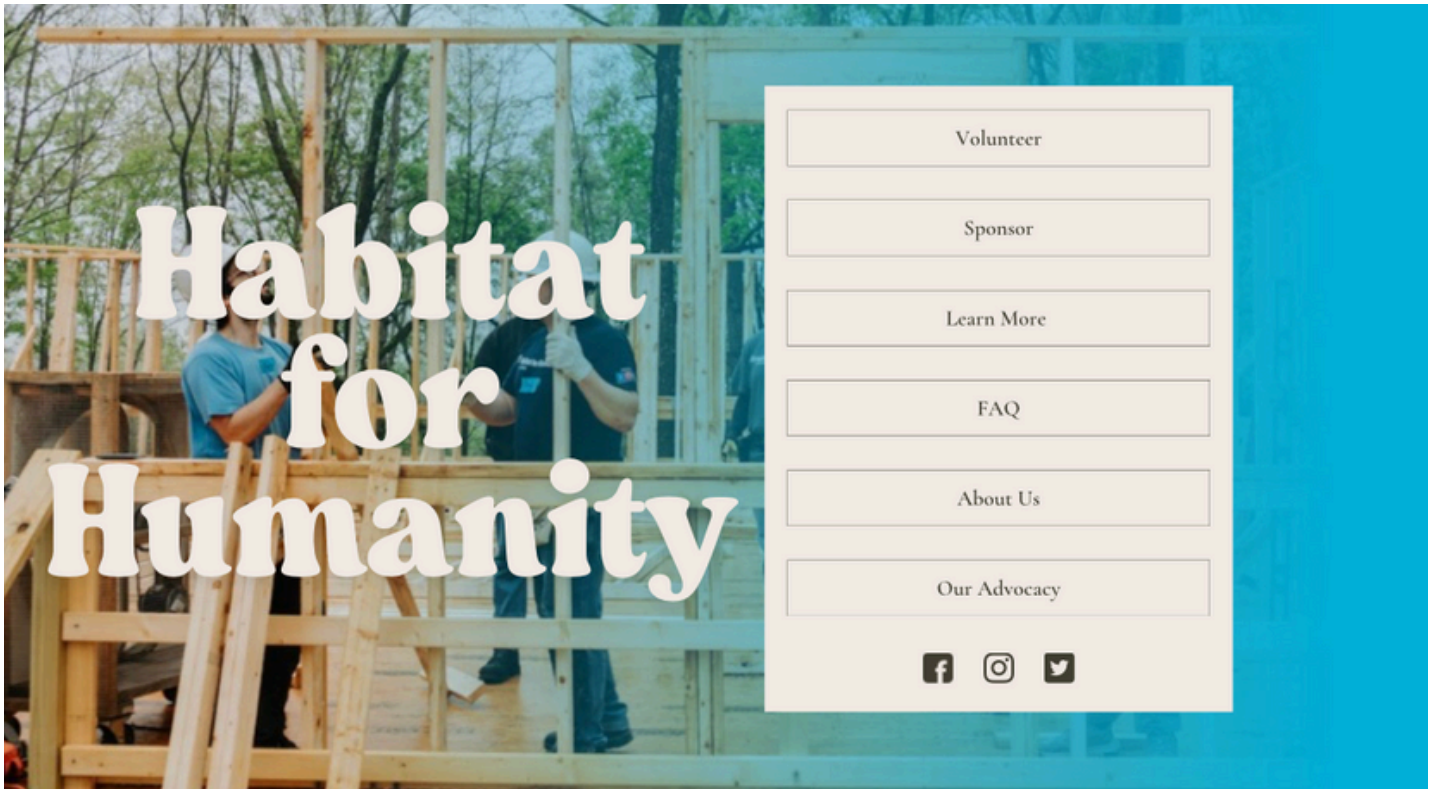 Habitat
for
Humanity
Volunteer
Sponsor
Learn More
FAQ
About Us
Our Advocacy